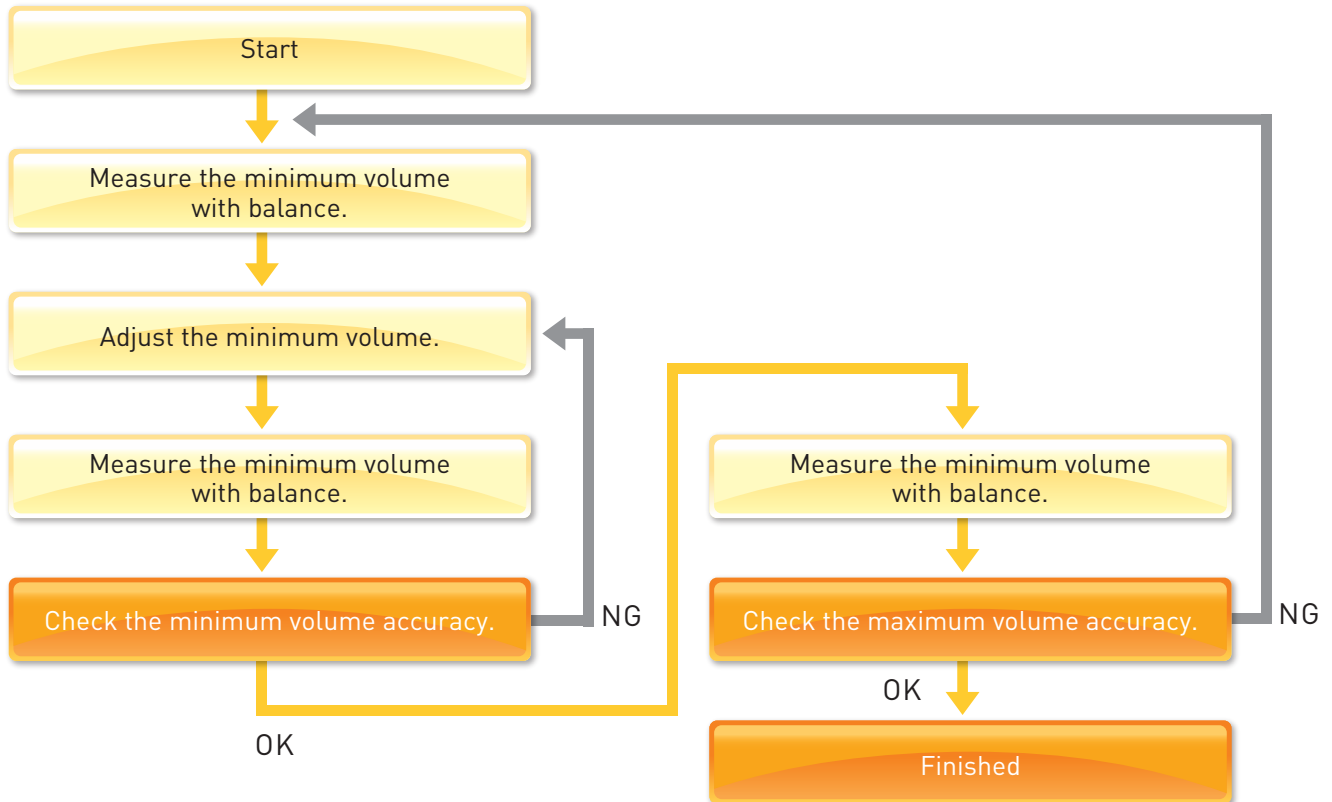 Start
Measure the minimum volume
with balance.
Adjust the minimum volume.
Measure the minimum volume
with balance.
Check the minimum volume accuracy.
NG
OK
Measure the minimum volume
with balance.
Check the maximum volume accuracy.
NG
OK
Finished